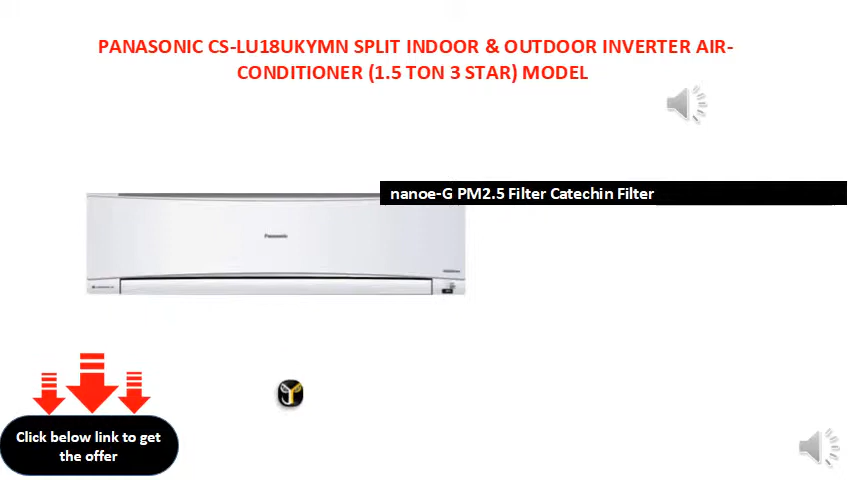 PANASONIC CS-LU18UKYMN SPLIT INDOOR & OUTDOOR INVERTER AIR-
CONDITIONER (1.5 TON 3 STAR) MODEL
nanoe-G PM2.5 Filter Catechin Filter
Panasonic
Click below link to get
the offer